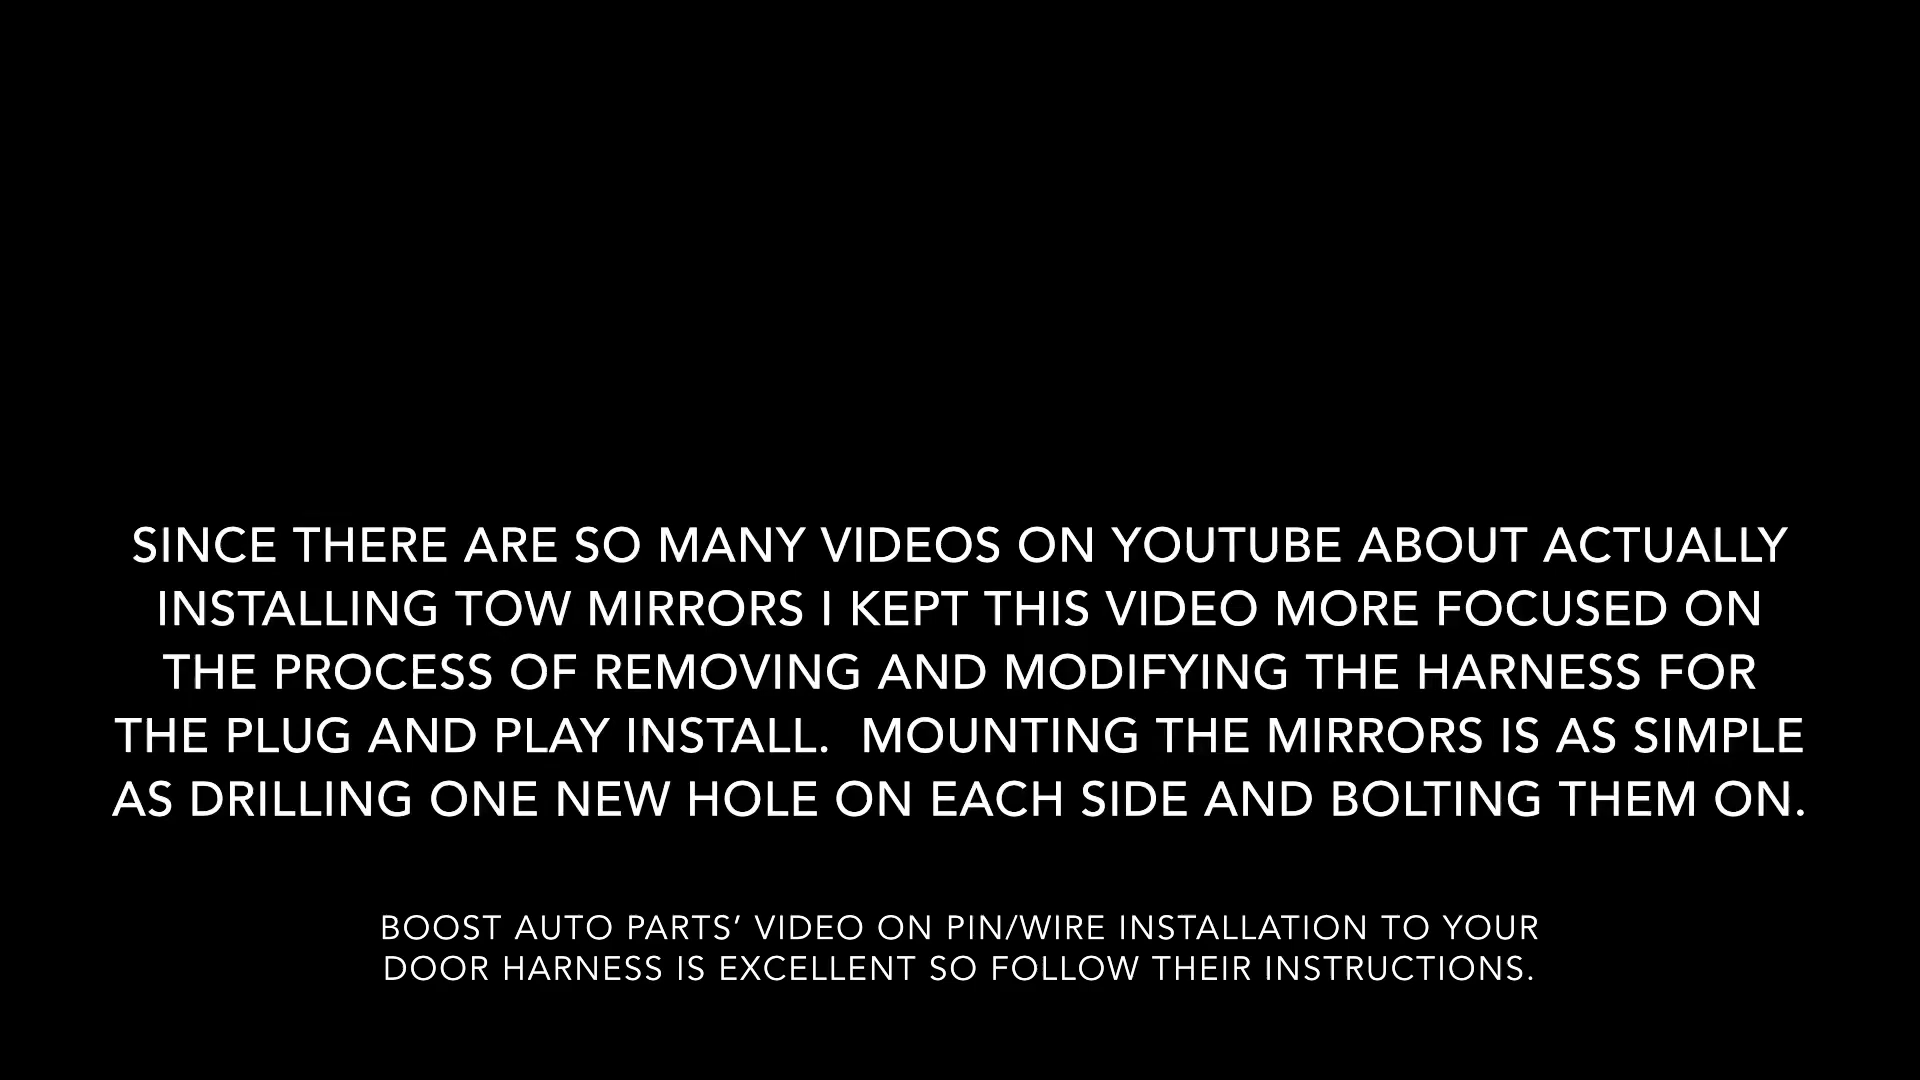 SINCE THERE ARE SO MANY VIDEOS ON YOUTUBE ABOUT ACTUALLY
INSTALLING TOW MIRRORS I KEPT THIS VIDEO MORE FOCUSED ON
THE PROCESS OF REMOVING AND MODIFYING THE HARNESS FOR
THE PLUG AND PLAY INSTALL.  MOUNTING THE MIRRORS IS AS SIMPLE
AS DRILLING ONE NEW HOLE ON EACH SIDE AND BOLTING THEM ON.
BOOST AUTO PARTS’ VIDEO ON PIN/WIRE INSTALLATION TO YOUR
DOOR HARNESS IS EXCELLENT SO FOLLOW THEIR INSTRUCTIONS.